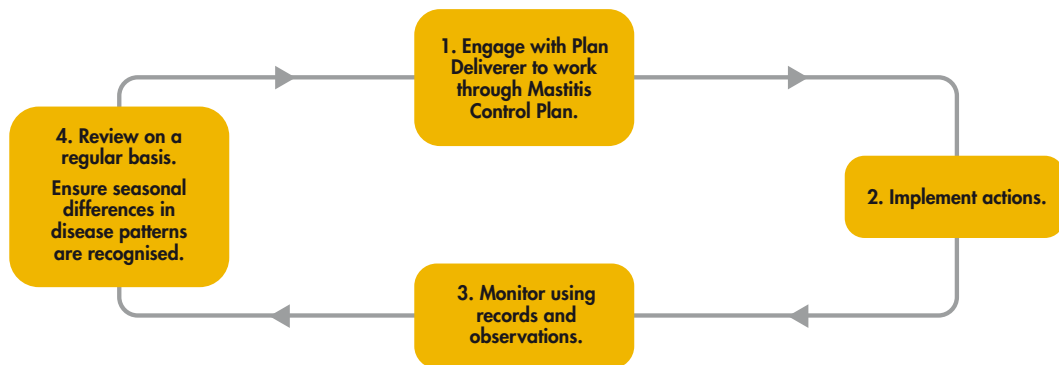 1. Engage with Plan
Deliverer to work
through Mastitis
Control Plan.
2. Implement actions.
3. Monitor using
records and
observations.
4. Review on a
regular basis.
Ensure seasonal
differences in
disease patterns
are recognised.